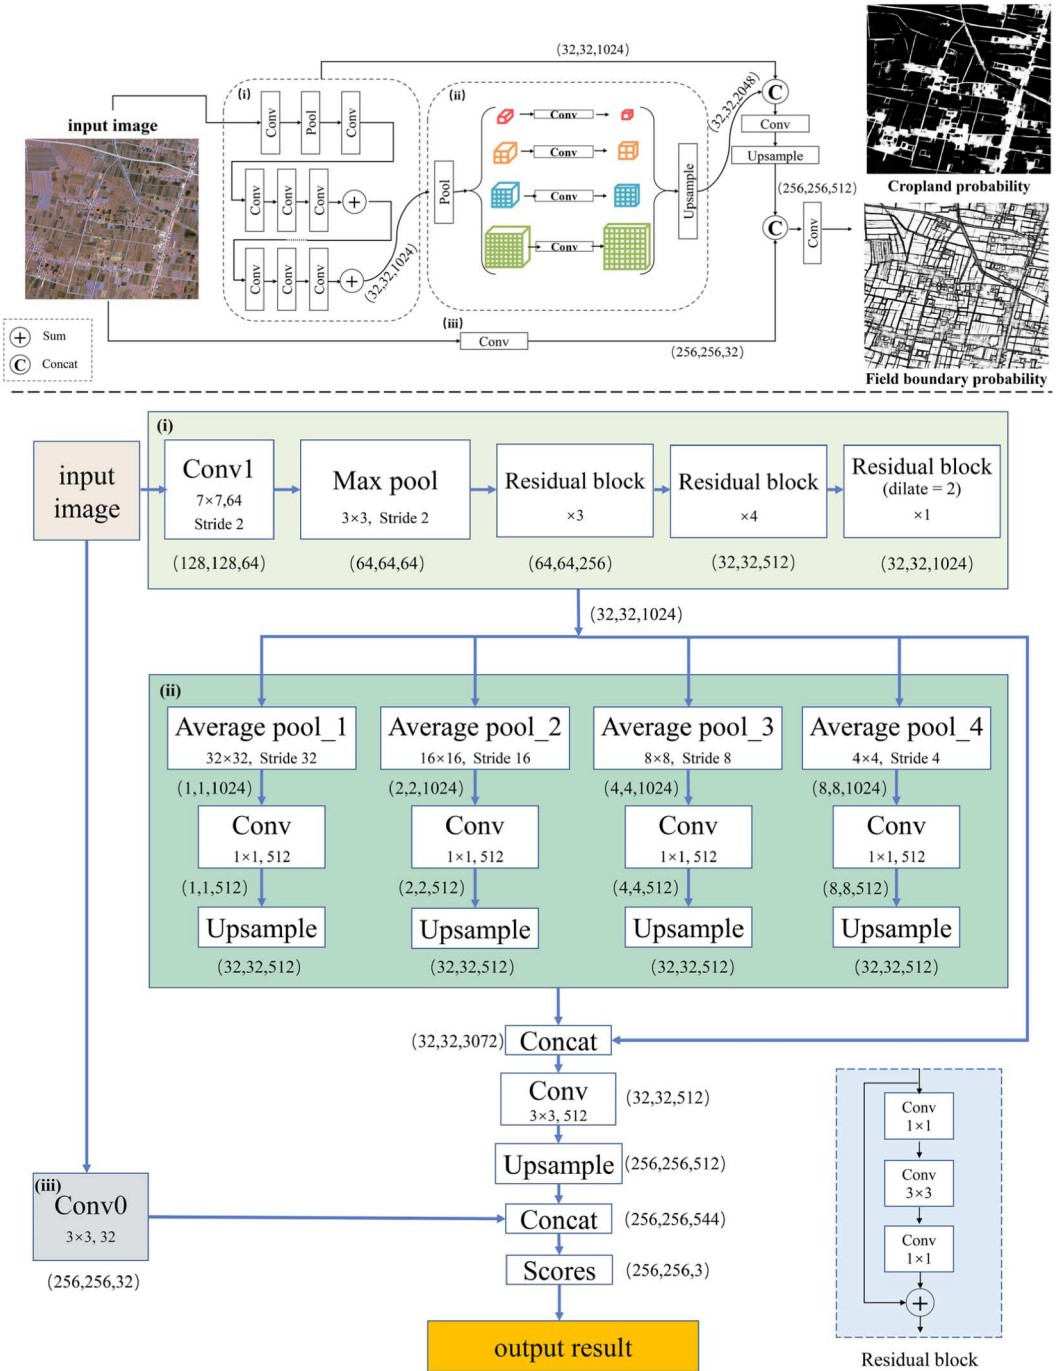 (32,32,1024)
(i)
(ii)
Conv
Pool
Conv
input image
Conv
Conv
Conv
Conv
Conv
Conv
(32,32,1024)
Pool
Conv
Conv
Conv
Conv
Upsample
(32,32,2048)
C
Conv
Upsample
(256,256,512)
C
Conv
Cropland probability
Field boundary probability
(iii)
Conv
(256,256,32)
+ Sum
C Concat
(i)
input
image
Conv1
7×7,64
Stride 2
(128,128,64)
Max pool
3×3, Stride 2
(64,64,64)
Residual block
×3
(64,64,256)
Residual block
×4
(32,32,512)
Residual block
(dilate = 2)
×1
(32,32,1024)
(32,32,1024)
(ii)
Average pool_1
32×32, Stride 32
(1,1,1024)
Conv
1×1, 512
(1,1,512)
Upsample
(32,32,512)
Average pool_2
16×16, Stride 16
(2,2,1024)
Conv
1×1, 512
(2,2,512)
Upsample
(32,32,512)
Average pool_3
8×8, Stride 8
(4,4,1024)
Conv
1×1, 512
(4,4,512)
Upsample
(32,32,512)
Average pool_4
4×4, Stride 4
(8,8,1024)
Conv
1×1, 512
(8,8,512)
Upsample
(32,32,512)
(32,32,3072)
Concat
Conv
3×3, 512
(32,32,512)
Upsample
(256,256,512)
(iii)
Conv0
3×3, 32
(256,256,32)
Concat
(256,256,544)
Scores
(256,256,3)
output result
Conv
1×1
Conv
3×3
Conv
1×1
+
Residual block